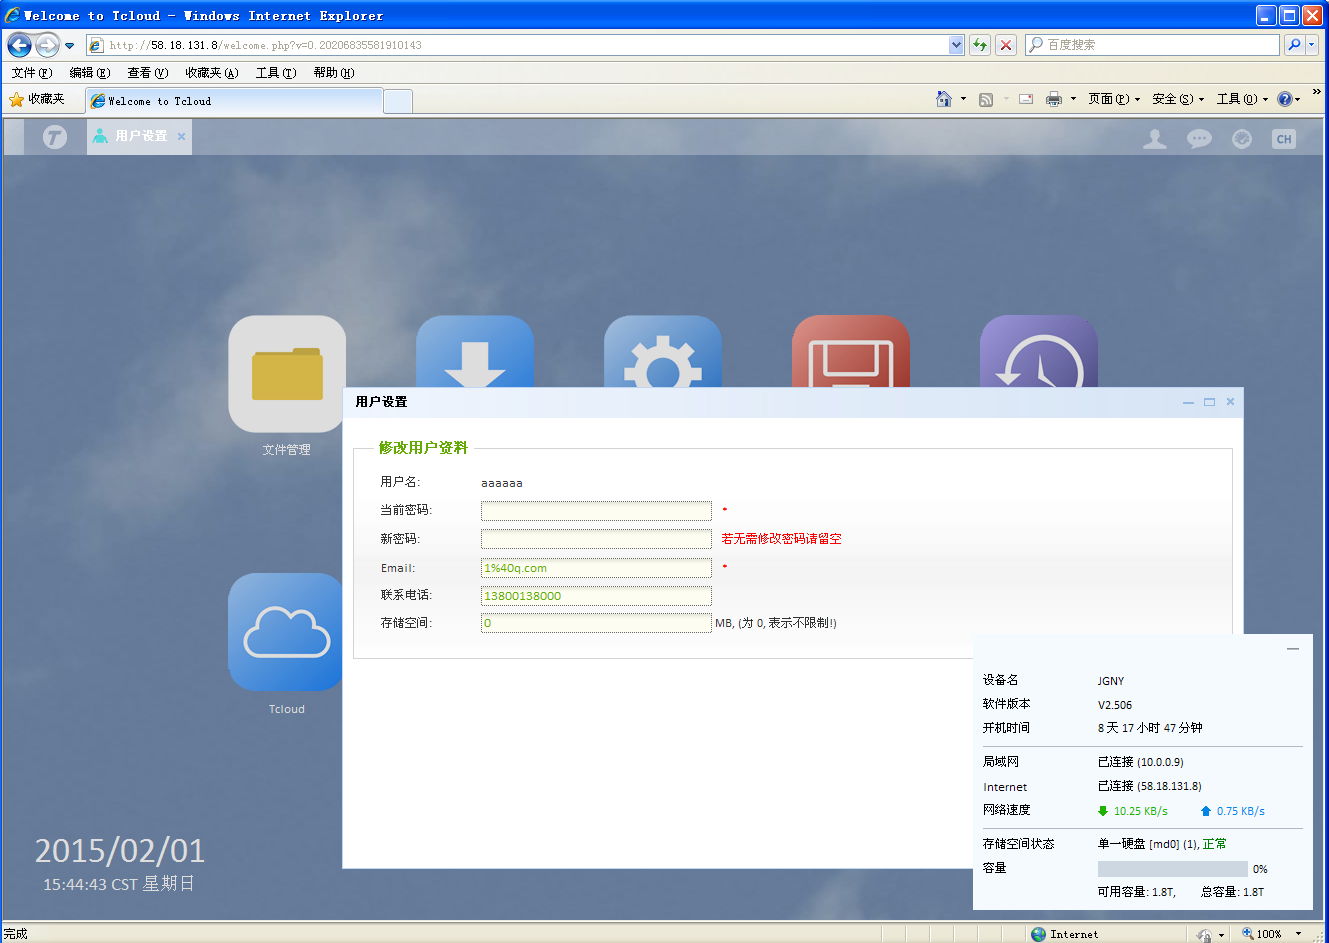 Welcome to Tcloud - Windows Internet Explorer
http://58.18.131.8/welcome.php?v=0.20206835581910143
百度搜索
文件(F) 编辑(E) 查看(V) 收藏夹(A) 工具(T) 帮助(H)
收藏夹 Welcome to Tcloud 页面(P) 安全(S) 工具(O) »
T 用户设置 × CH
文件管理
用户设置
修改用户资料
用户名: aaaaaa
当前密码: *
新密码: 若无需修改密码请留空
Email: 1%40q.com *
联系电话: 13800138000
存储空间: 0 MB, (为 0, 表示不限制!)
Tcloud
设备名 JGNY
软件版本 V2.506
开机时间 8 天 17 小时 47 分钟
局域网 已连接 (10.0.0.9)
Internet 已连接 (58.18.131.8)
网络速度 10.25 KB/s 0.75 KB/s
存储空间状态 单一硬盘 [md0] (1), 正常
容量 0%
可用容量: 1.8T, 总容量: 1.8T
2015/02/01
15:44:43 CST 星期日
完成 Internet 100%